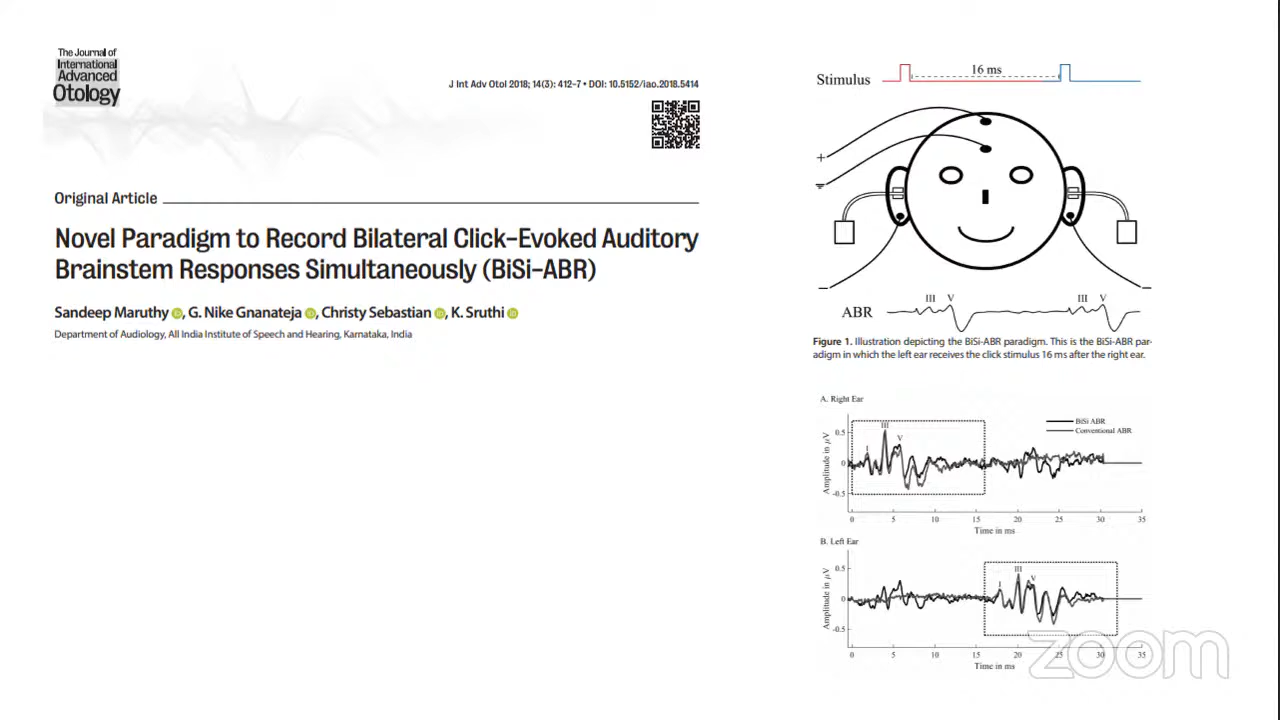 The Journal of
International
Advanced
Otology
J Int Adv Otol 2018; 14(3): 412-7 • DOI: 10.5152/iao.2018.5414
Original Article
Novel Paradigm to Record Bilateral Click-Evoked Auditory
Brainstem Responses Simultaneously (BiSi-ABR)
Sandeep Maruthy, G. Nike Gnanateja, Christy Sebastian, K. Sruthi
Department of Audiology, All India Institute of Speech and Hearing, Karnataka, India
Stimulus
16 ms
+
−
−
ABR
III V
III V
Figure 1. Illustration depicting the BiSi-ABR paradigm. This is the BiSi-ABR par-
adigm in which the left ear receives the click stimulus 16 ms after the right ear.
A. Right Ear
BiSi ABR
Conventional ABR
I
III
V
Amplitude in μV
0.5
0
-0.5
0 5 10 15 20 25 30 35
Time in ms
B. Left Ear
I
III
V
Amplitude in μV
0.5
0
-0.5
0 5 10 15 20 25 30 35
Time in ms
zoom